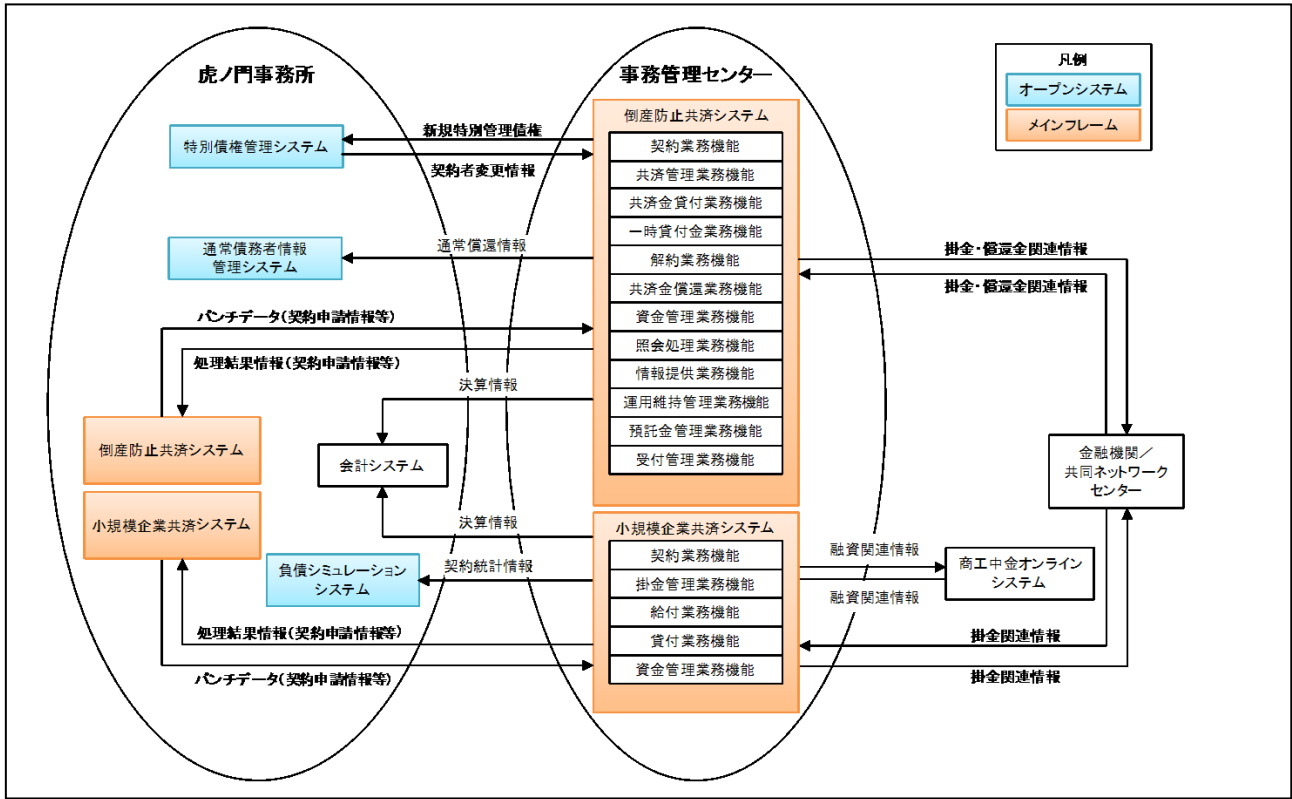 虎ノ門事務所
事務管理センター
凡例
オープンシステム
メインフレーム
特別債権管理システム
新規特別管理債権
契約者変更情報
通常債務者情報
管理システム
通常償還情報
パンチデータ(契約申請情報等)
処理結果情報(契約申請情報等)
決算情報
倒産防止共済システム
会計システム
小規模企業共済システム
決算情報
負債シミュレーション
システム
契約統計情報
処理結果情報(契約申請情報等)
パンチデータ(契約申請情報等)
倒産防止共済システム
契約業務機能
共済管理業務機能
共済金貸付業務機能
一時貸付金業務機能
解約業務機能
共済金償還業務機能
資金管理業務機能
照会処理業務機能
情報提供業務機能
運用維持管理業務機能
預託金管理業務機能
受付管理業務機能
小規模企業共済システム
契約業務機能
掛金管理業務機能
給付業務機能
貸付業務機能
資金管理業務機能
掛金・償還金関連情報
掛金・償還金関連情報
金融機関/
共同ネットワーク
センター
融資関連情報
商工中金オンライン
システム
融資関連情報
掛金関連情報
掛金関連情報